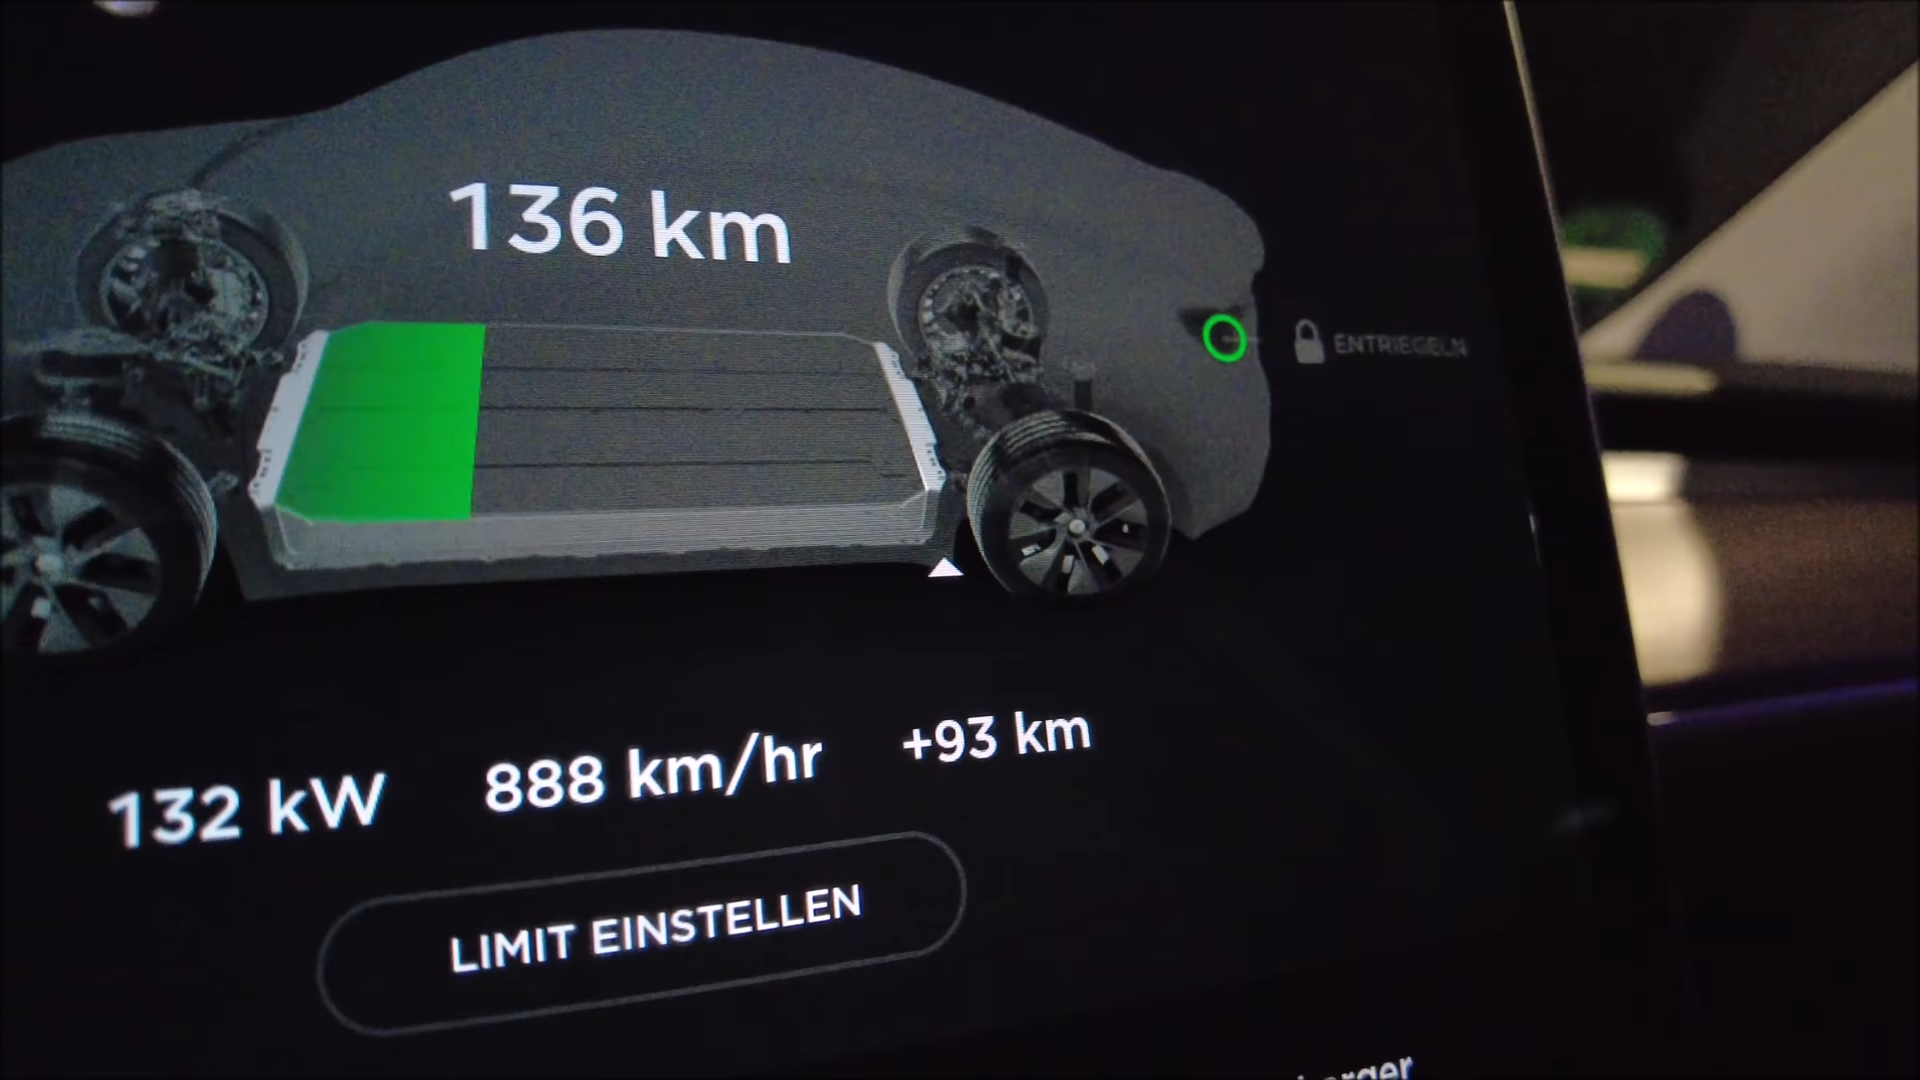 136 km
ENTRIEGELN
132 kW 888 km/hr +93 km
LIMIT EINSTELLEN